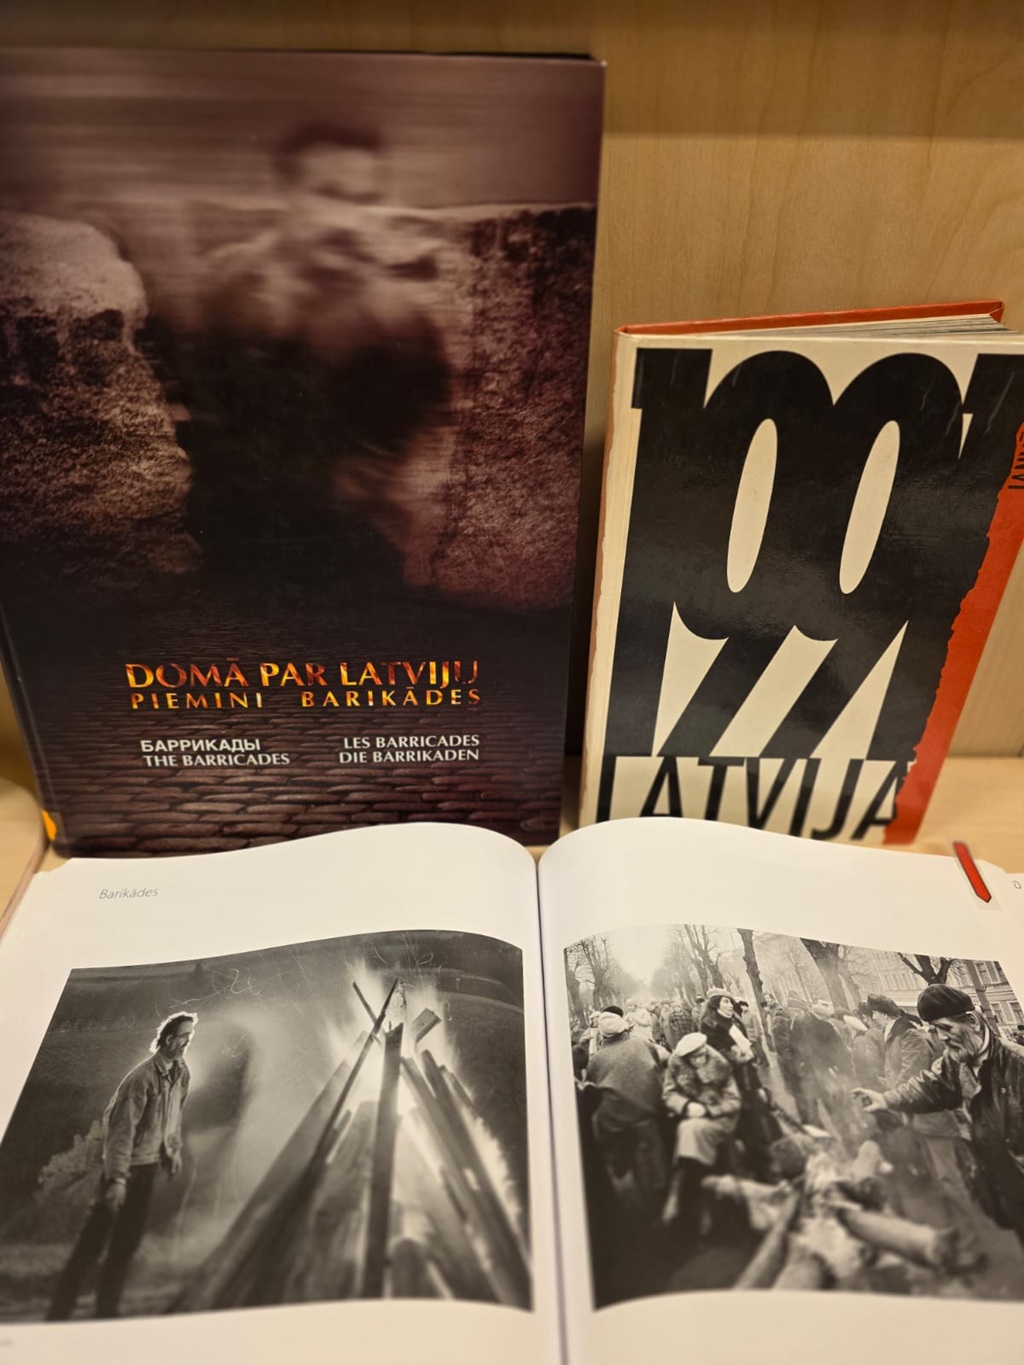 DOMĀ PAR LATVIJU
PIEMINI BARIKĀDES
БАРРИКАДЫ
THE BARRICADES
LES BARRICADES
DIE BARRIKADEN
1991
LATVIJA
Barikādes